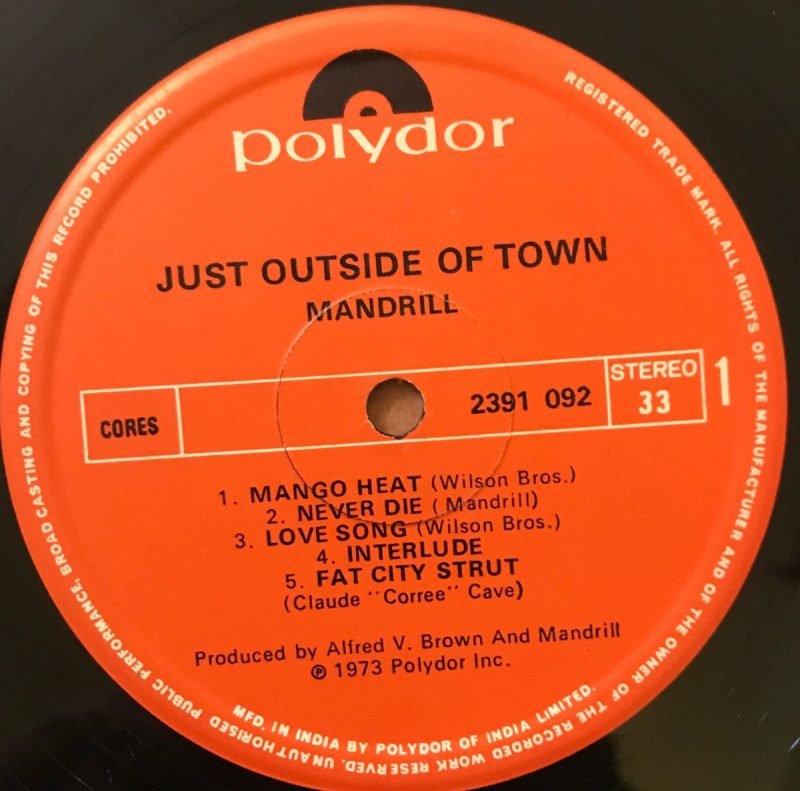 polydor
JUST OUTSIDE OF TOWN
MANDRILL
CORES
2391 092
STEREO
33
1
1. MANGO HEAT (Wilson Bros.)
2. NEVER DIE ( Mandrill)
3. LOVE SONG (Wilson Bros.)
4. INTERLUDE
5. FAT CITY STRUT
(Claude "Corree" Cave)
Produced by Alfred V. Brown And Mandrill
℗ 1973 Polydor Inc.
MFD. IN INDIA BY POLYDOR OF INDIA LIMITED.
REGISTERED TRADE MARK. ALL RIGHTS OF THE MANUFACTURER AND OF THE OWNER OF THE RECORDED WORK RESERVED. UNAUTHORISED PUBLIC PERFORMANCE, BROADCASTING AND COPYING OF THIS RECORD PROHIBITED.